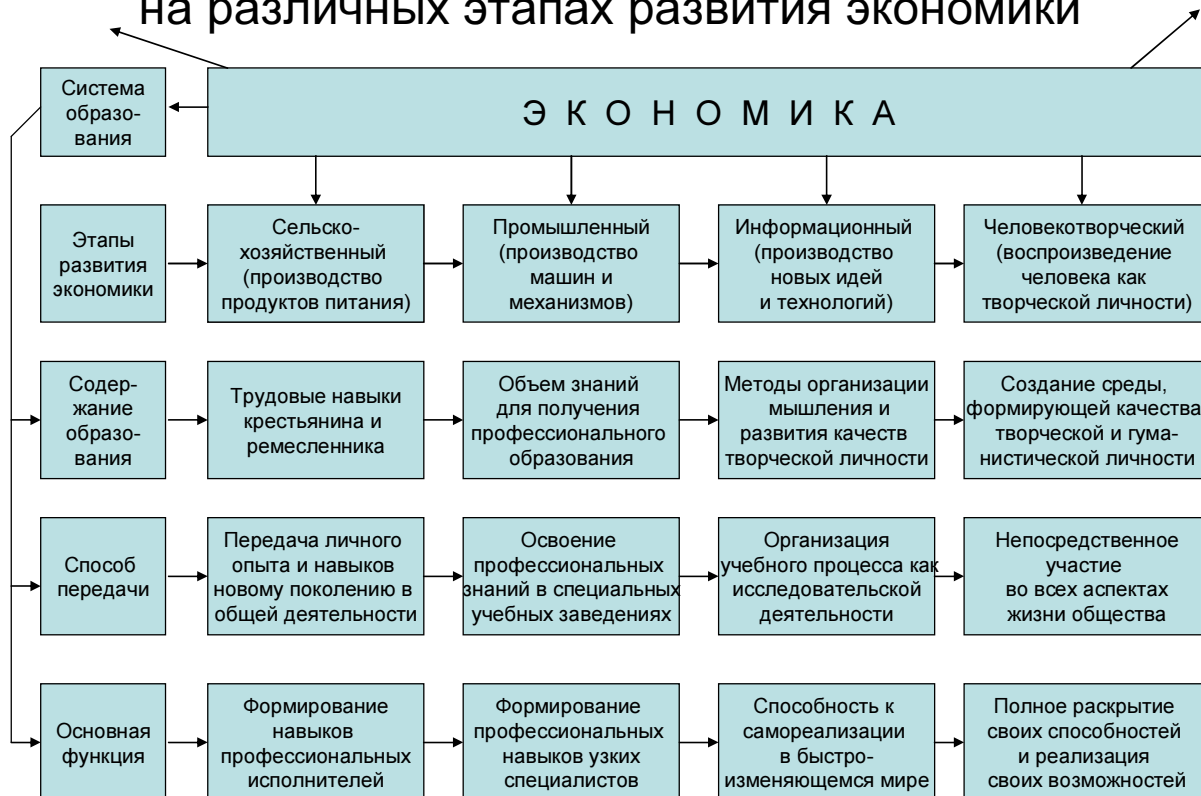 на различных этапах развития экономики
Система
образо-
вания
Э К О Н О М И К А
Этапы
развития
экономики
Сельско-
хозяйственный
(производство
продуктов питания)
Промышленный
(производство
машин и
механизмов)
Информационный
(производство
новых идей
и технологий)
Человекотворческий
(воспроизведение
человека как
творческой личности)
Содер-
жание
образо-
вания
Трудовые навыки
крестьянина и
ремесленника
Объем знаний
для получения
профессионального
образования
Методы организации
мышления и
развития качеств
творческой личности
Создание среды,
формирующей качества
творческой и гума-
нистической личности
Способ
передачи
Передача личного
опыта и навыков
новому поколению в
общей деятельности
Освоение
профессиональных
знаний в специальных
учебных заведениях
Организация
учебного процесса как
исследовательской
деятельности
Непосредственное
участие
во всех аспектах
жизни общества
Основная
функция
Формирование
навыков
профессиональных
исполнителей
Формирование
профессиональных
навыков узких
специалистов
Способность к
самореализации
в быстро-
изменяющемся мире
Полное раскрытие
своих способностей
и реализация
своих возможностей